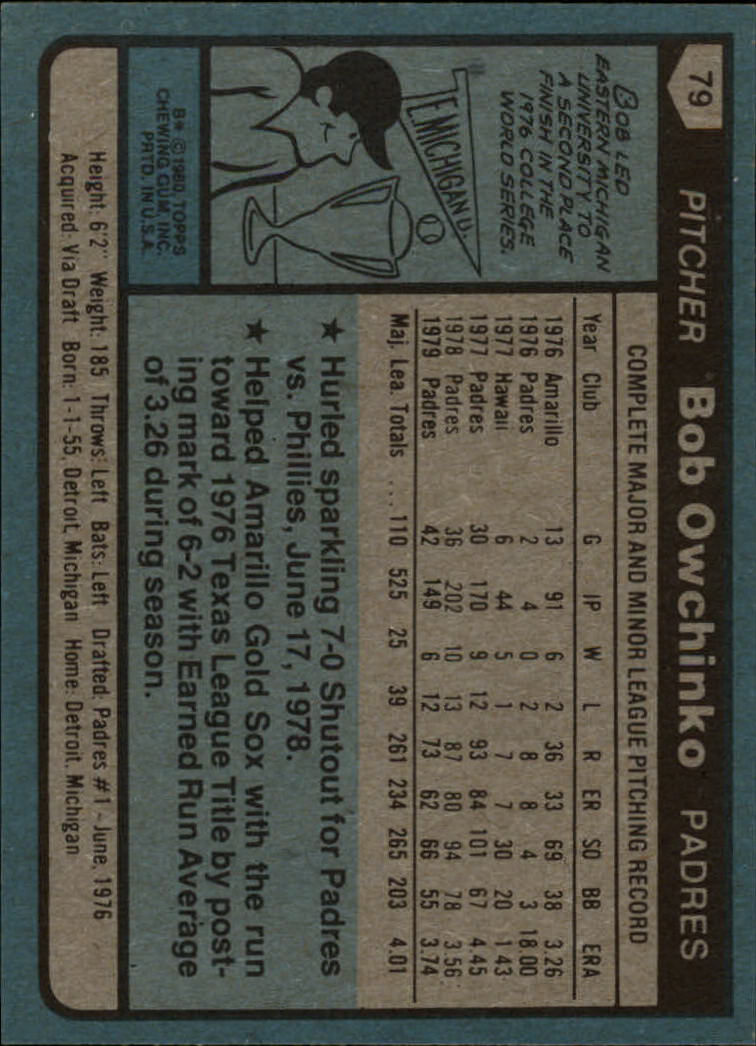 79
PITCHER Bob Owchinko PADRES
BOB LED
EASTERN MICHIGAN
UNIVERSITY TO
A SECOND PLACE
FINISH IN THE
1976 COLLEGE
WORLD SERIES.
E.MICHIGAN U.
B* © 1980 TOPPS
CHEWING GUM, INC.
PRTD. IN U.S.A.
COMPLETE MAJOR AND MINOR LEAGUE PITCHING RECORD
Year Club G IP W L R ER SO BB ERA
1976 Amarillo 13 91 6 2 36 33 69 38 3.26
1976 Padres 2 4 0 2 8 8 4 3 18.00
1977 Hawaii 6 44 5 1 7 7 30 20 1.43
1977 Padres 30 170 9 12 93 84 101 67 4.45
1978 Padres 36 202 10 13 87 80 94 78 3.56
1979 Padres 42 149 6 12 73 62 66 55 3.74
Maj. Lea. Totals ... 110 525 25 39 261 234 265 203 4.01
★ Hurled sparkling 7-0 Shutout for Padres
vs. Phillies, June 17, 1978.
★ Helped Amarillo Gold Sox with the run
toward 1976 Texas League Title by post-
ing mark of 6-2 with Earned Run Average
of 3.26 during season.
Height: 6'2" Weight: 185 Throws: Left Bats: Left Drafted: Padres #1-June, 1976
Acquired: Via Draft Born: 1-1-55, Detroit, Michigan Home: Detroit, Michigan